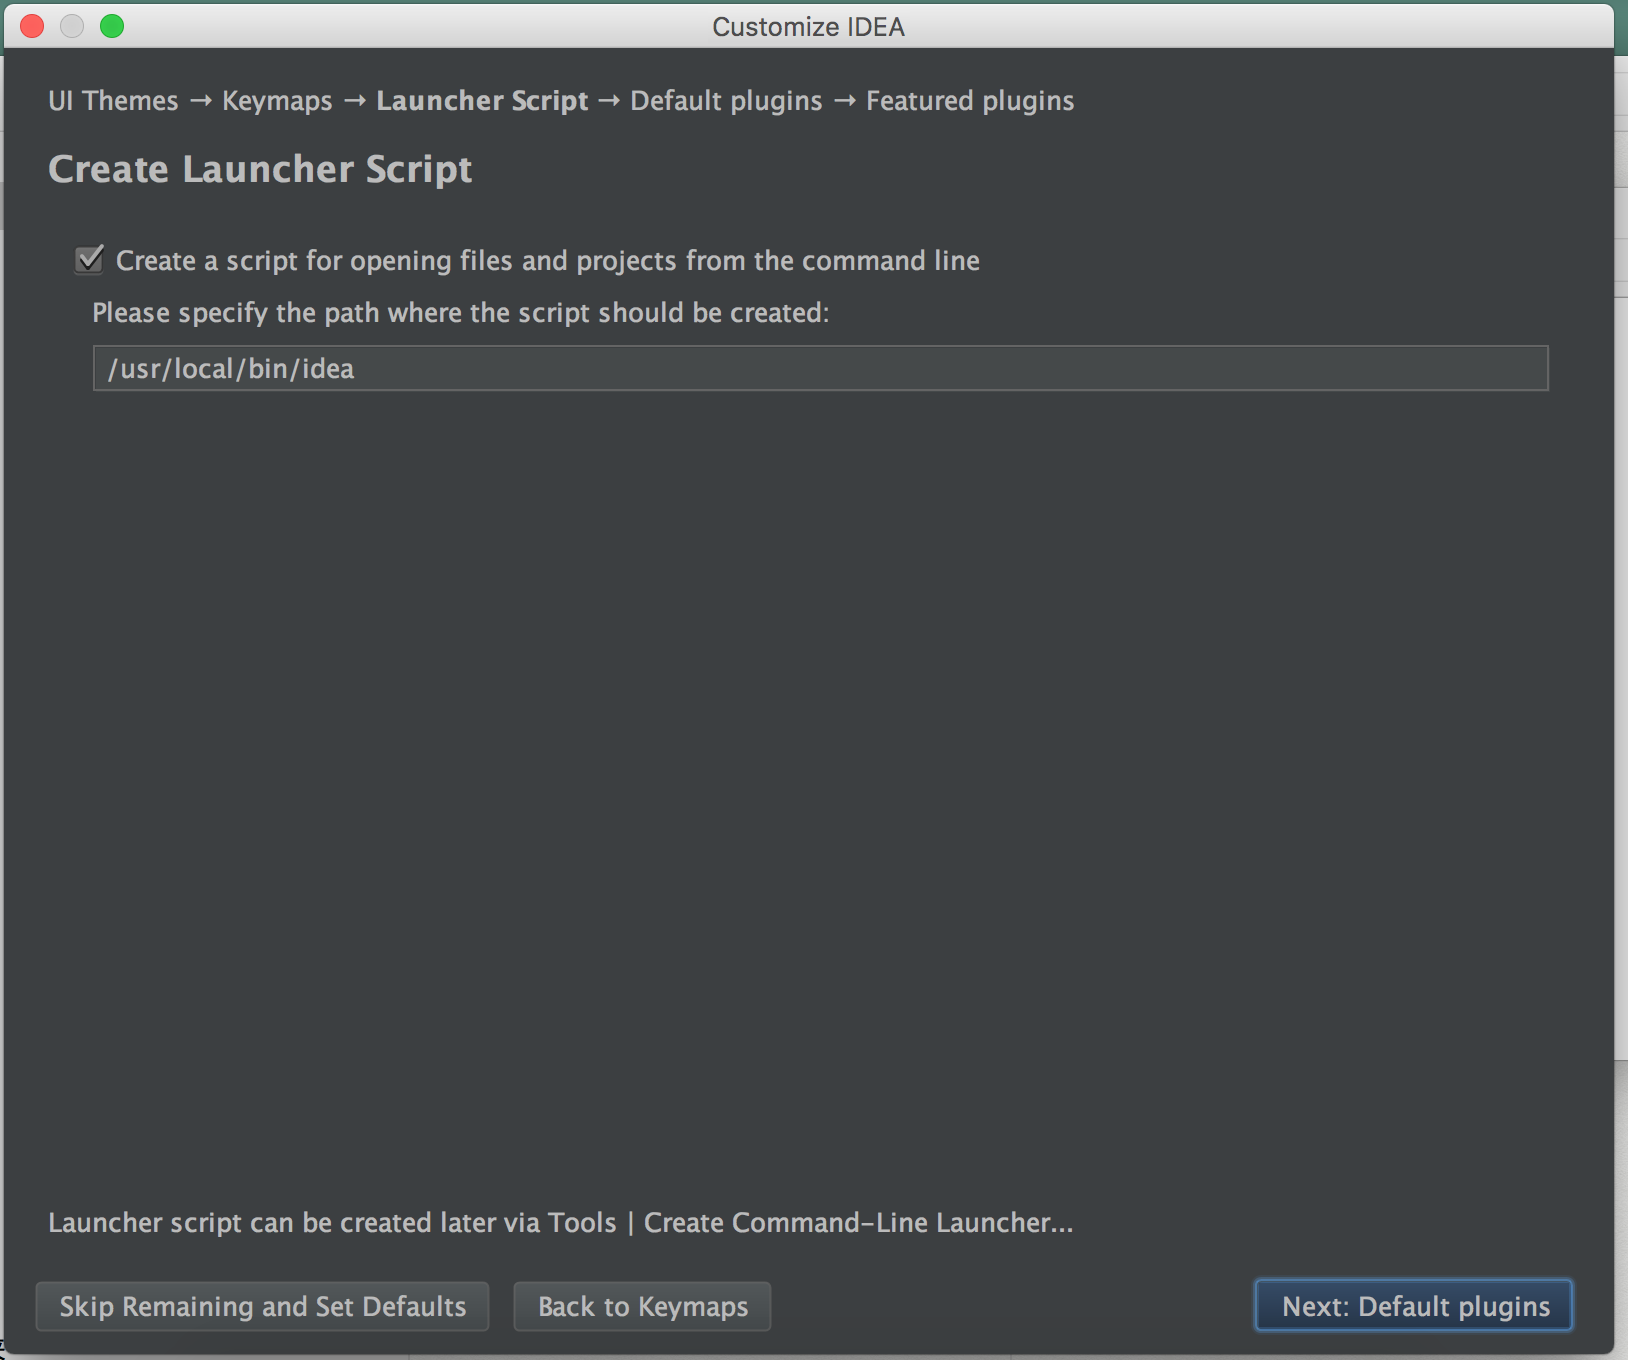 Customize IDEA
UI Themes → Keymaps → Launcher Script → Default plugins → Featured plugins
Create Launcher Script
Create a script for opening files and projects from the command line
Please specify the path where the script should be created:
/usr/local/bin/idea
Launcher script can be created later via Tools | Create Command-Line Launcher...
Skip Remaining and Set Defaults
Back to Keymaps
Next: Default plugins